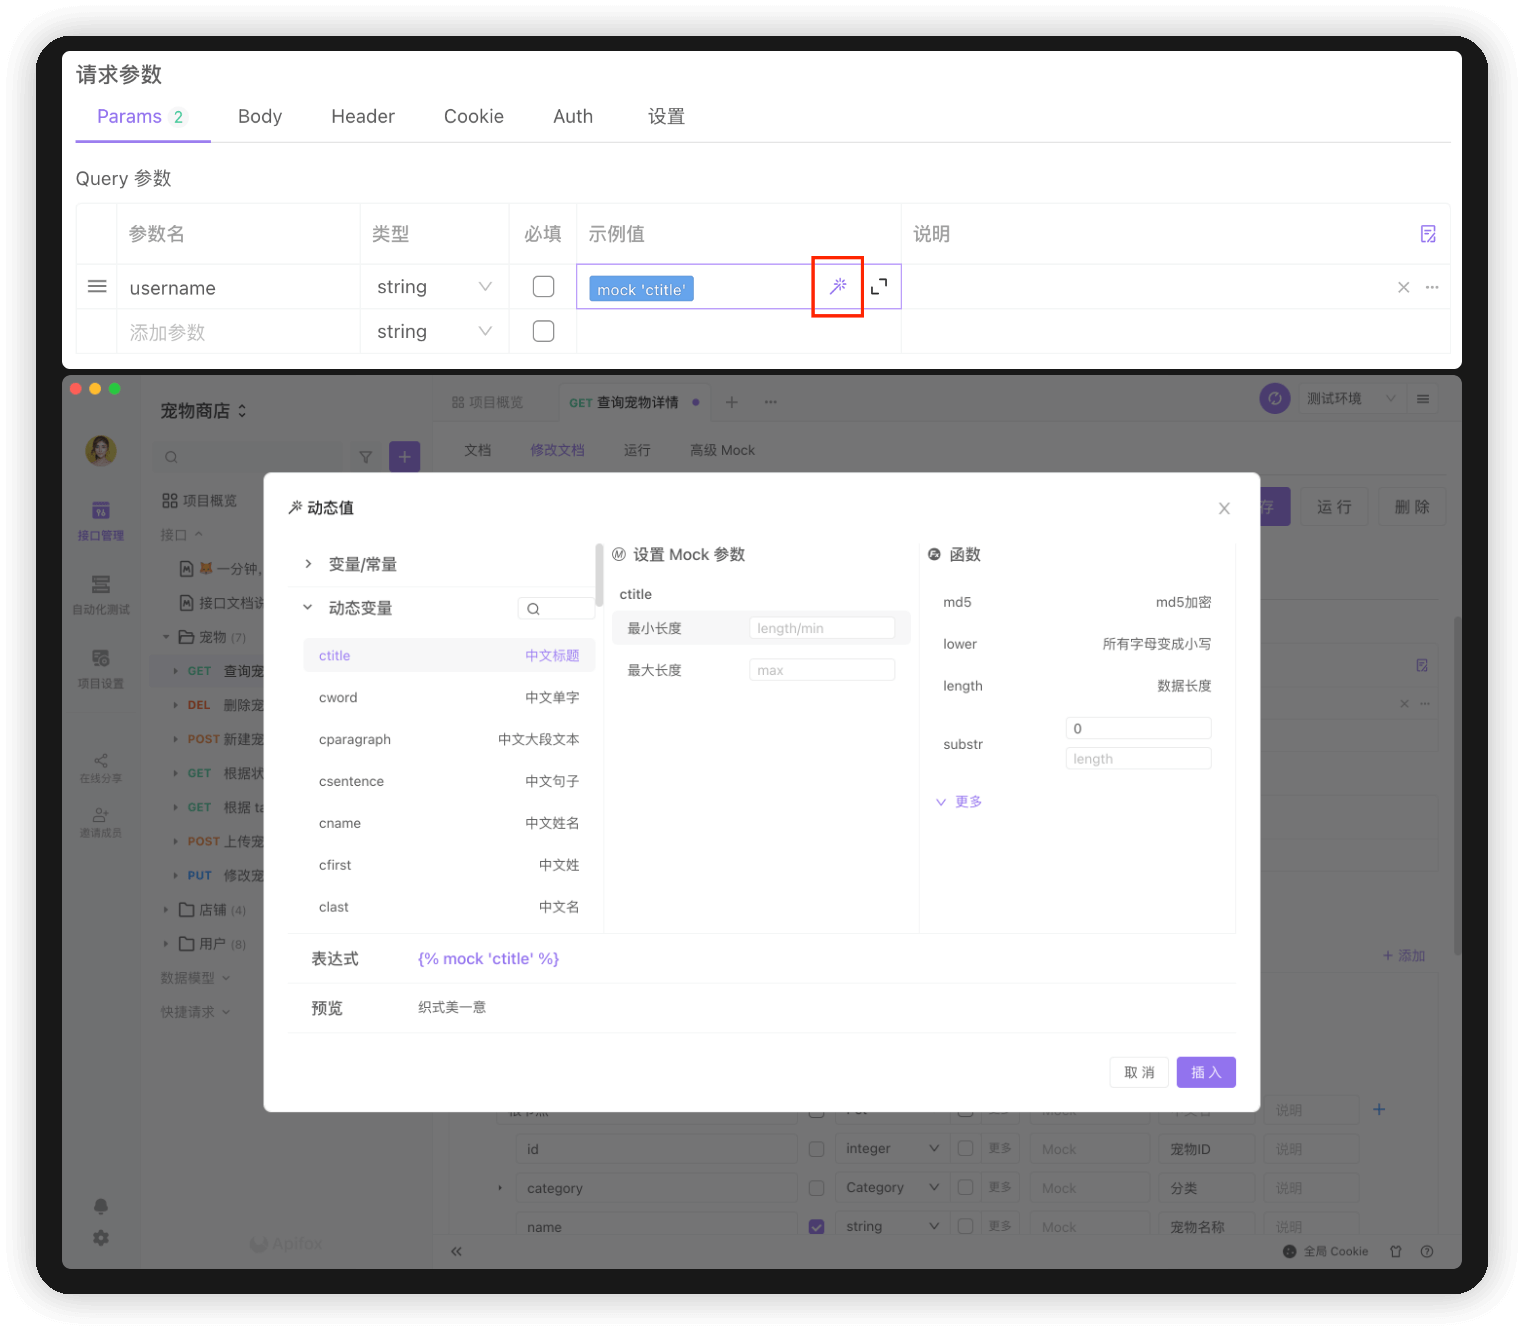 请求参数
Params 2 Body Header Cookie Auth 设置
Query 参数
参数名 类型 必填 示例值 说明
username string mock 'ctitle'
添加参数 string
宠物商店 项目概览 GET 查询宠物详情 测试环境
文档 修改文档 运行 高级 Mock
项目概览
存 运 行 删 除
接口管理
接口
一分钟,
自动化测试
接口文档说
宠物 (7)
GET 查询宠
项目设置
DEL 删除宠
POST 新建宠
GET 根据状
在线分享
GET 根据 ta
邀请成员
POST 上传宠
PUT 修改宠
店铺 (4)
用户 (8)
数据模型
快捷请求
Apifox
动态值
变量/常量
动态变量
ctitle 中文标题
cword 中文单字
cparagraph 中文大段文本
csentence 中文句子
cname 中文姓名
cfirst 中文姓
clast 中文名
设置 Mock 参数
ctitle
最小长度 length/min
最大长度 max
函数
md5 md5加密
lower 所有字母变成小写
length 数据长度
substr 0
length
更多
表达式 {% mock 'ctitle' %}
预览 织式美一意
取 消 插 入
添加
说明
id integer 更多 Mock 宠物ID 说明
category Category 更多 Mock 分类 说明
name string 更多 Mock 宠物名称 说明
全局 Cookie